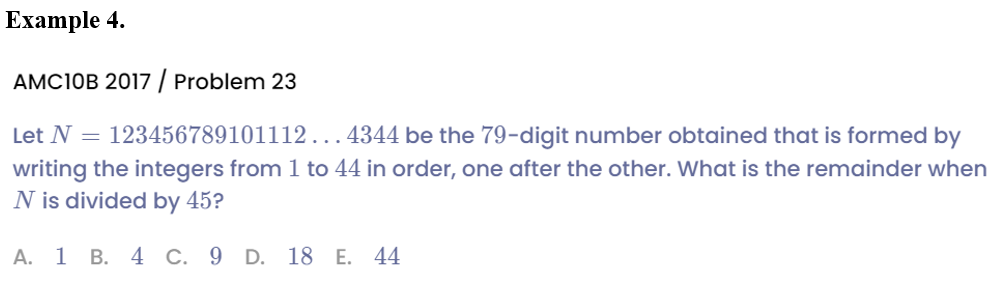 Example 4.
AMC10B 2017 / Problem 23
Let N = 123456789101112...4344 be the 79-digit number obtained that is formed by
writing the integers from 1 to 44 in order, one after the other. What is the remainder when
N is divided by 45?
A. 1 B. 4 C. 9 D. 18 E. 44